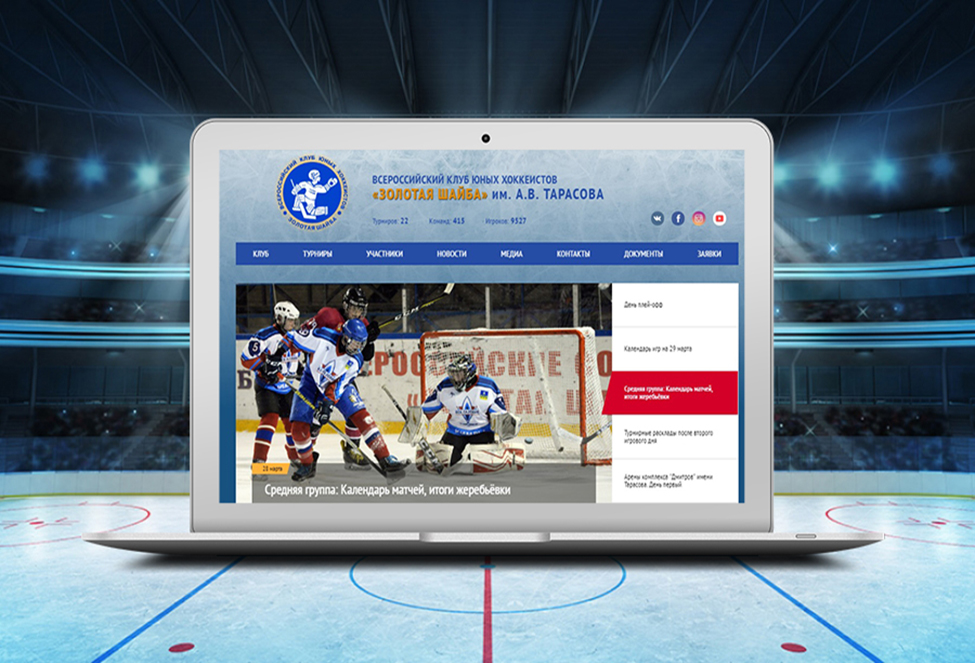 ВСЕРОССИЙСКИЙ КЛУБ ЮНЫХ ХОККЕИСТОВ
ЗОЛОТАЯ ШАЙБА
ВСЕРОССИЙСКИЙ КЛУБ ЮНЫХ ХОККЕИСТОВ
«ЗОЛОТАЯ ШАЙБА» ИМ. А.В. ТАРАСОВА
Турниров: 22 Команд: 415 Игроков: 9327
КЛУБ ТУРНИРЫ УЧАСТНИКИ НОВОСТИ МЕДИА КОНТАКТЫ ДОКУМЕНТЫ ЗАЯВКИ
День плей-офф
Календарь игр на 29 марта
Средняя группа: Календарь матчей,
итоги жеребьёвки
Турнирные расклады после второго
игрового дня
Арены комплекса "Дмитров" имени
Тарасова. День первый
28 марта
Средняя группа: Календарь матчей, итоги жеребьёвки